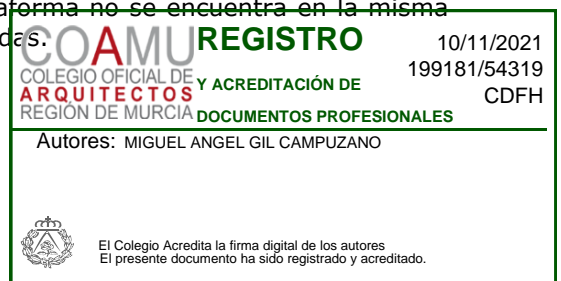 aforma no se encuentra en la misma
das.
COAMU
COLEGIO OFICIAL DE
ARQUITECTOS
REGIÓN DE MURCIA
REGISTRO
Y ACREDITACIÓN DE
DOCUMENTOS PROFESIONALES
10/11/2021
199181/54319
CDFH
Autores: MIGUEL ANGEL GIL CAMPUZANO
El Colegio Acredita la firma digital de los autores
El presente documento ha sido registrado y acreditado.